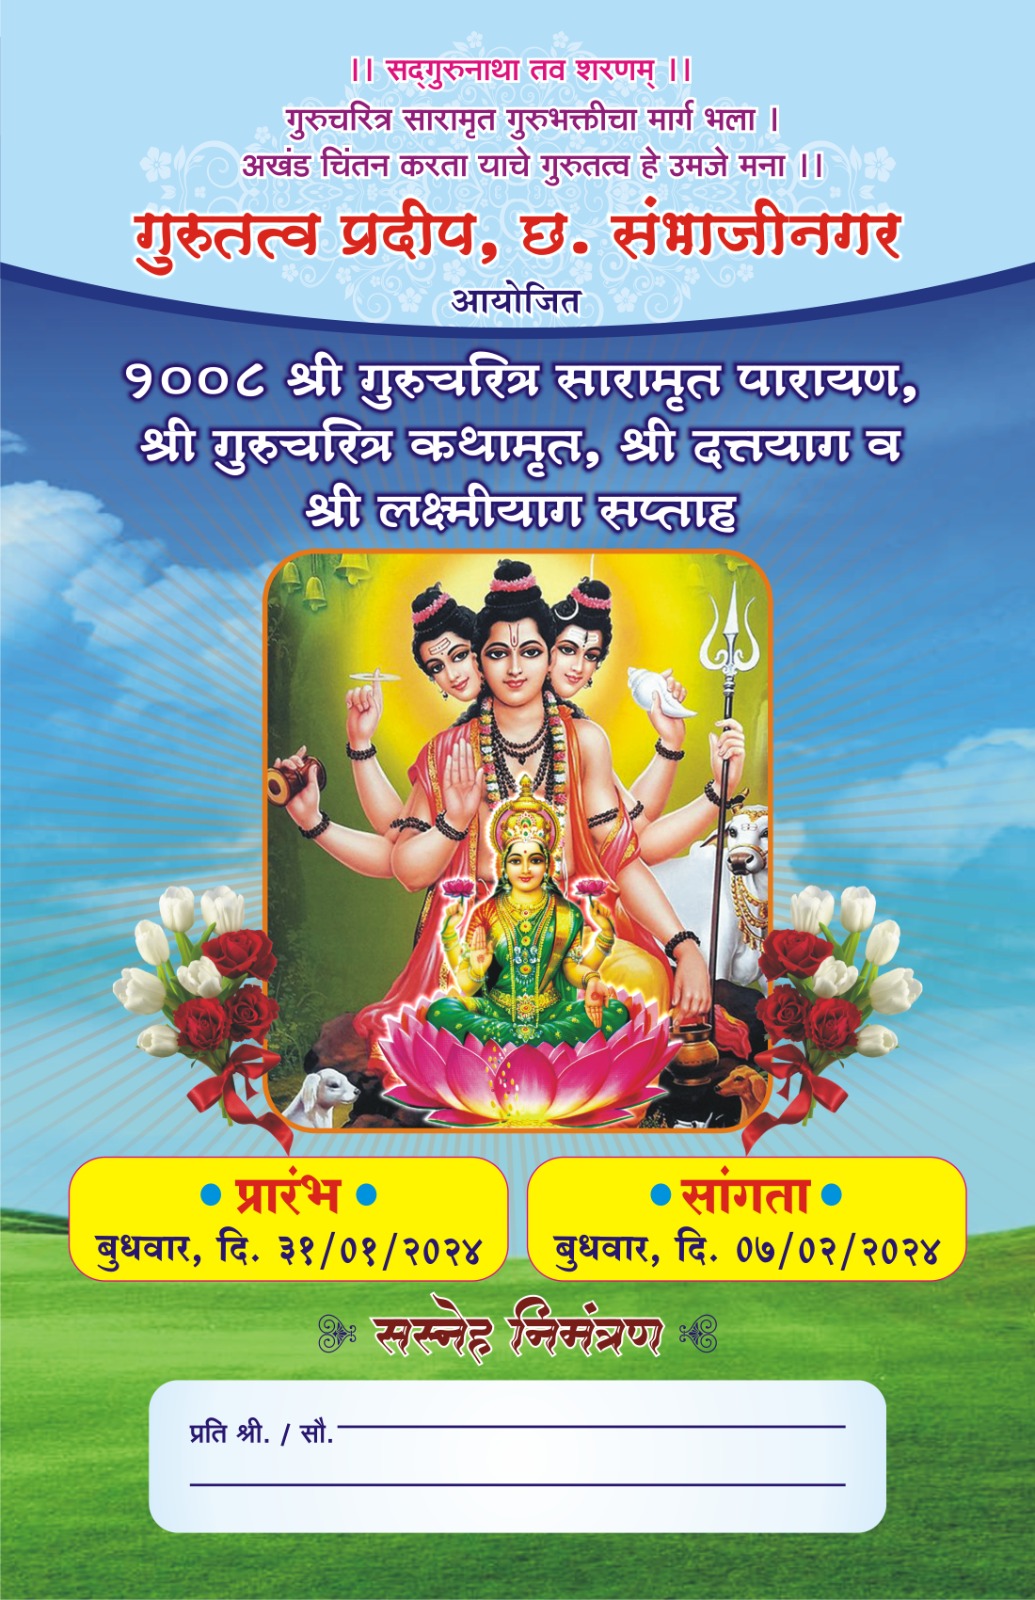 ।। सद्‌गुरुनाथा तव शरणम् ।।
गुरुचरित्र सारामृत गुरुभक्तीचा मार्ग भला ।
अखंड चिंतन करता याचे गुरुतत्व हे उमजे मना ।।
गुरुतत्व प्रदीप, छ. संभाजीनगर
आयोजित
१००८ श्री गुरुचरित्र सारामृत पारायण,
श्री गुरुचरित्र कथामृत, श्री दत्तयाग व
श्री लक्ष्मीयाग सप्ताह
• प्रारंभ •
बुधवार, दि. ३१/०१/२०२४
• सांगता •
बुधवार, दि. ०७/०२/२०२४
सस्नेह निमंत्रण
प्रति श्री. / सौ.